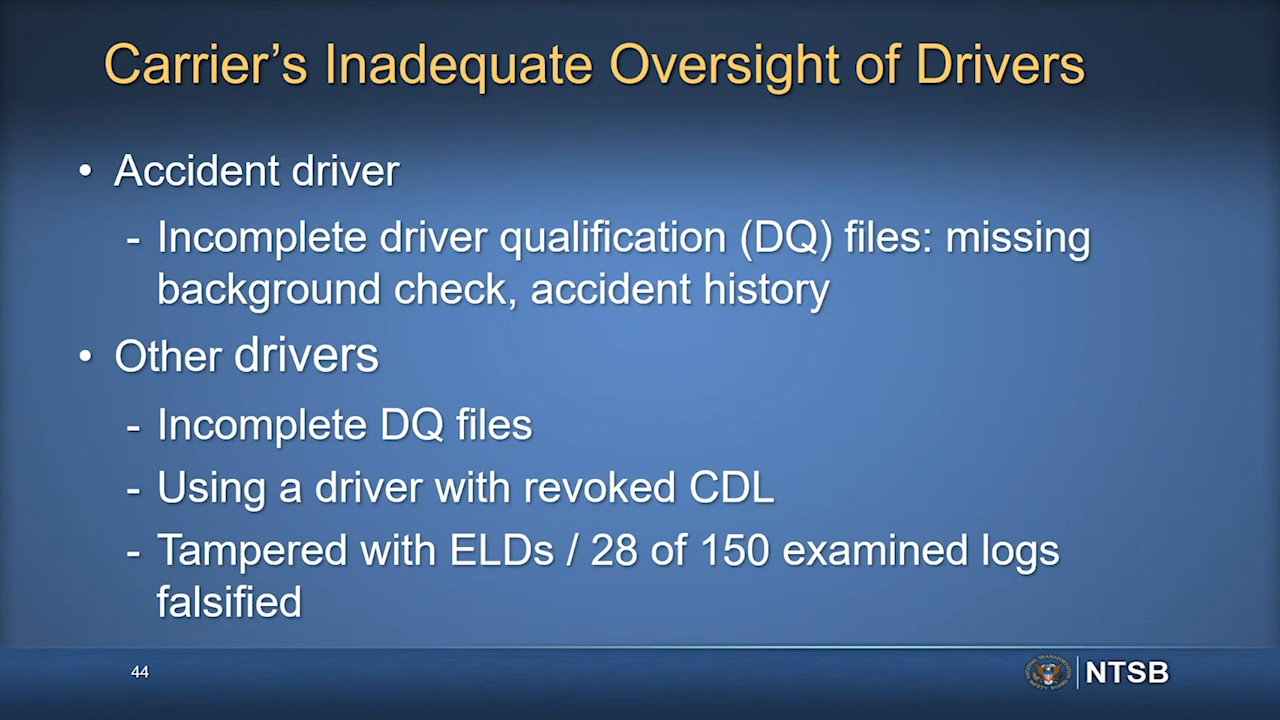 Carrier’s Inadequate Oversight of Drivers
• Accident driver
- Incomplete driver qualification (DQ) files: missing
background check, accident history
• Other drivers
- Incomplete DQ files
- Using a driver with revoked CDL
- Tampered with ELDs / 28 of 150 examined logs
falsified
44
NTSB